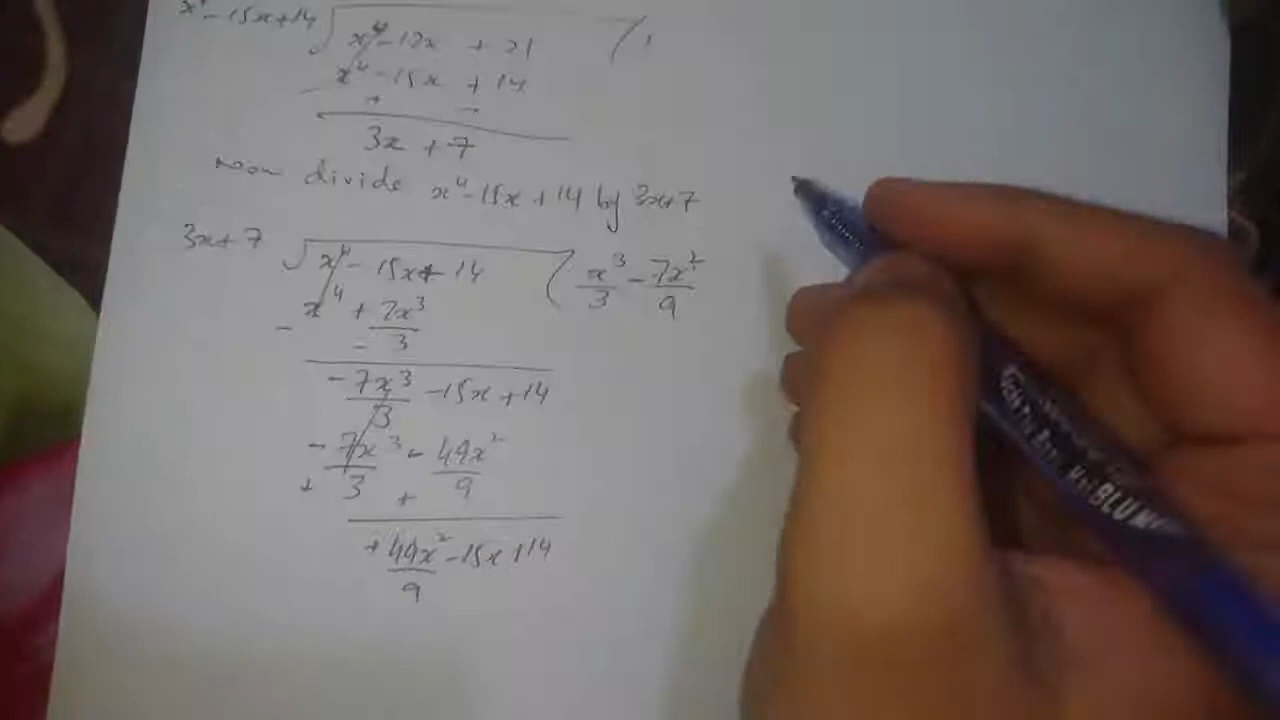 x⁴ - 15x + 14 ) x⁴ - 12x + 21 ( 1
x⁴ - 15x + 14
- + -
3x + 7
now divide x⁴ - 15x + 14 by 3x+7
3x + 7 ) x⁴ - 15x + 14 ( x³/3 - 7x²/9
x⁴ + 7x³/3
- -
-7x³/3 - 15x + 14
-7x³/3 - 49x²/9
+ +
+ 49x²/9 - 15x + 14